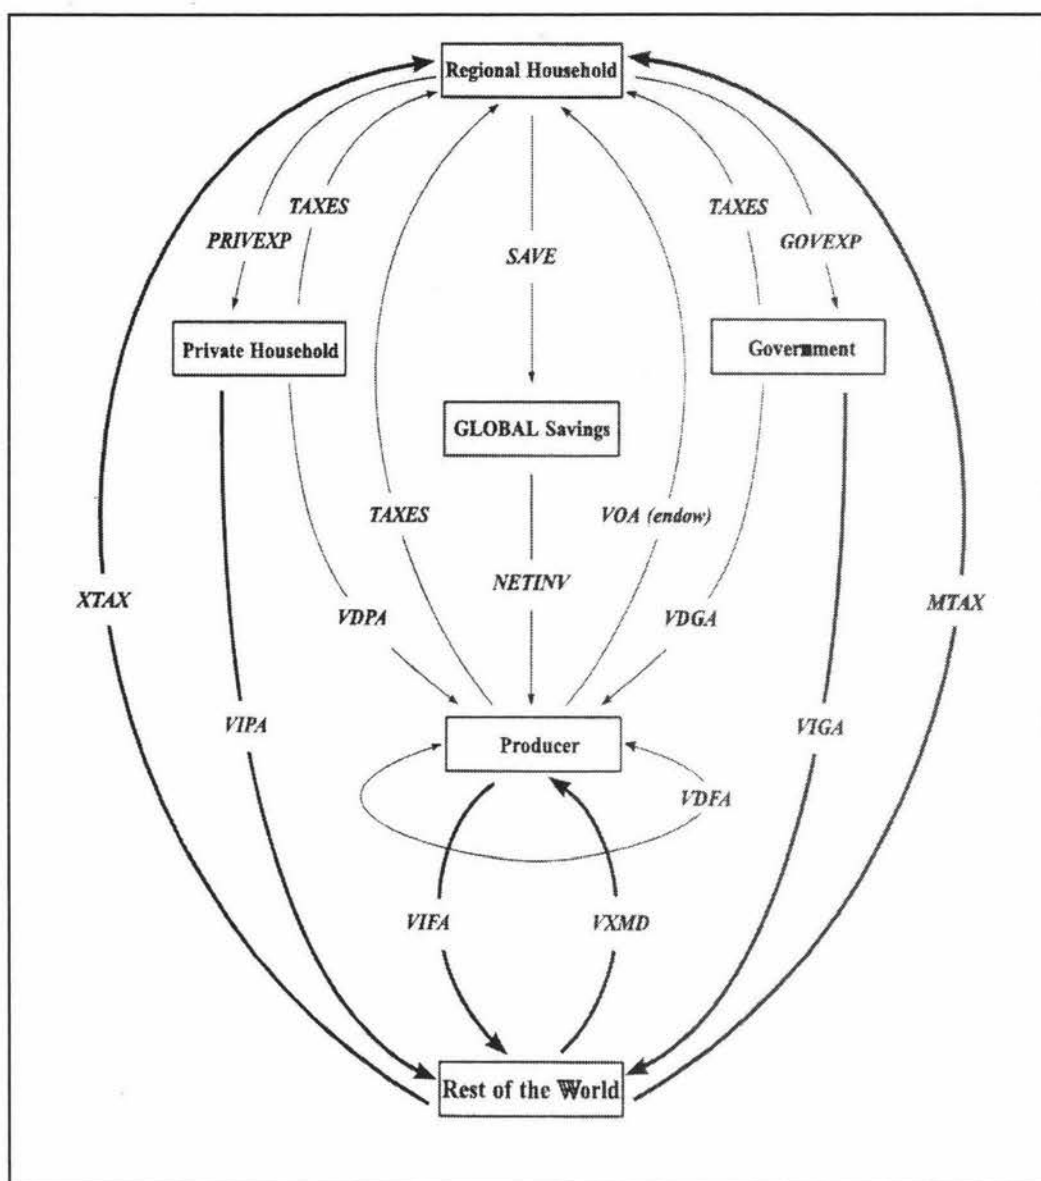 Regional Household
TAXES
TAXES
PRIVEXP
GOVEXP
SAVE
Private Household
Government
GLOBAL Savings
TAXES
VOA (endow)
NETINV
XTAX
MTAX
VDPA
VDGA
VIPA
VIGA
Producer
VDFA
VIFA
VXMD
Rest of the World